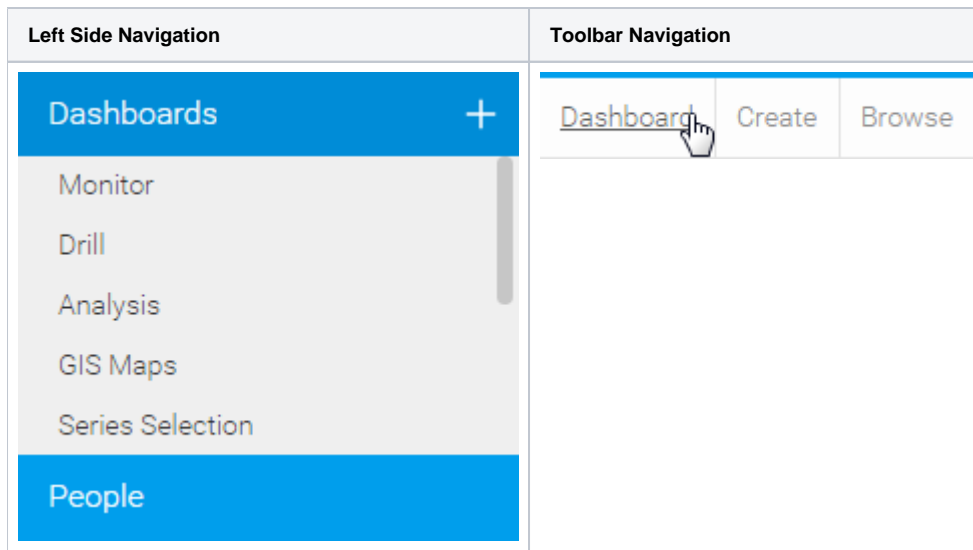 Left Side Navigation
Toolbar Navigation
Dashboards +
Monitor
Drill
Analysis
GIS Maps
Series Selection
People
Dashboard Create Browse